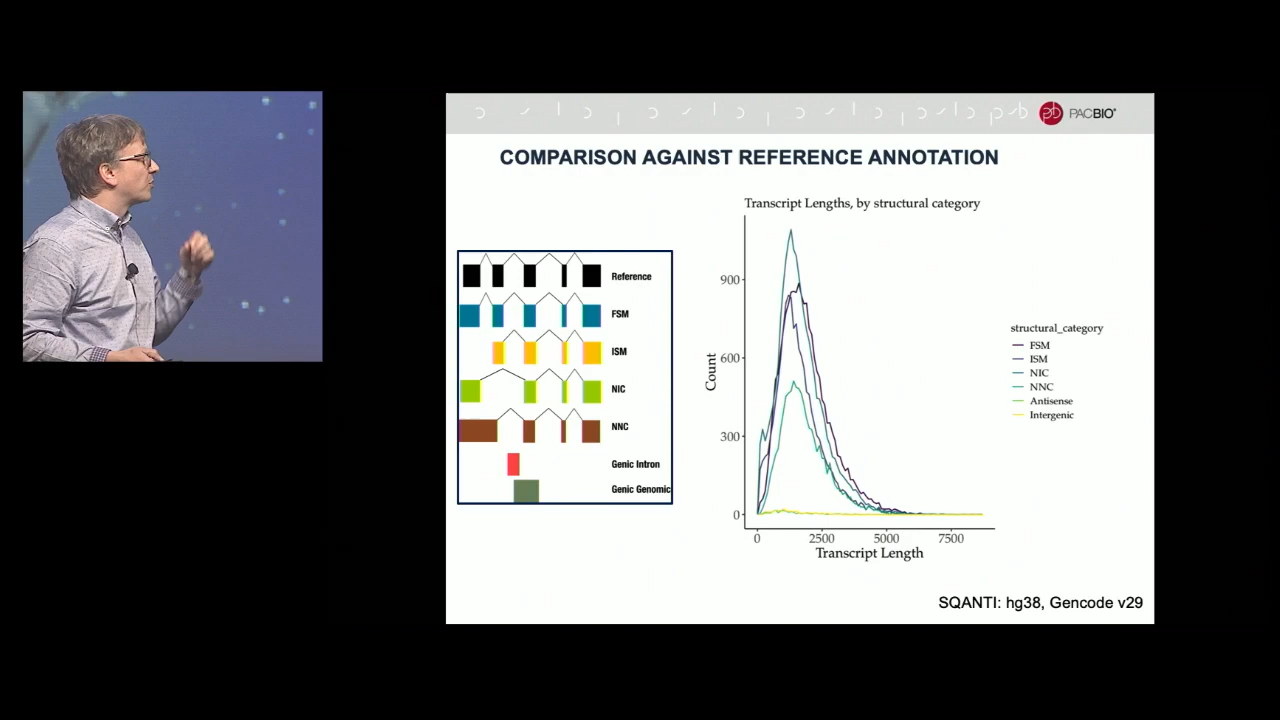 PACBIO®
COMPARISON AGAINST REFERENCE ANNOTATION
Reference
FSM
ISM
NIC
NNC
Genic Intron
Genic Genomic
Transcript Lengths, by structural category
Count
900
600
300
0
0 2500 5000 7500
Transcript Length
structural_category
FSM
ISM
NIC
NNC
Antisense
Intergenic
SQANTI: hg38, Gencode v29